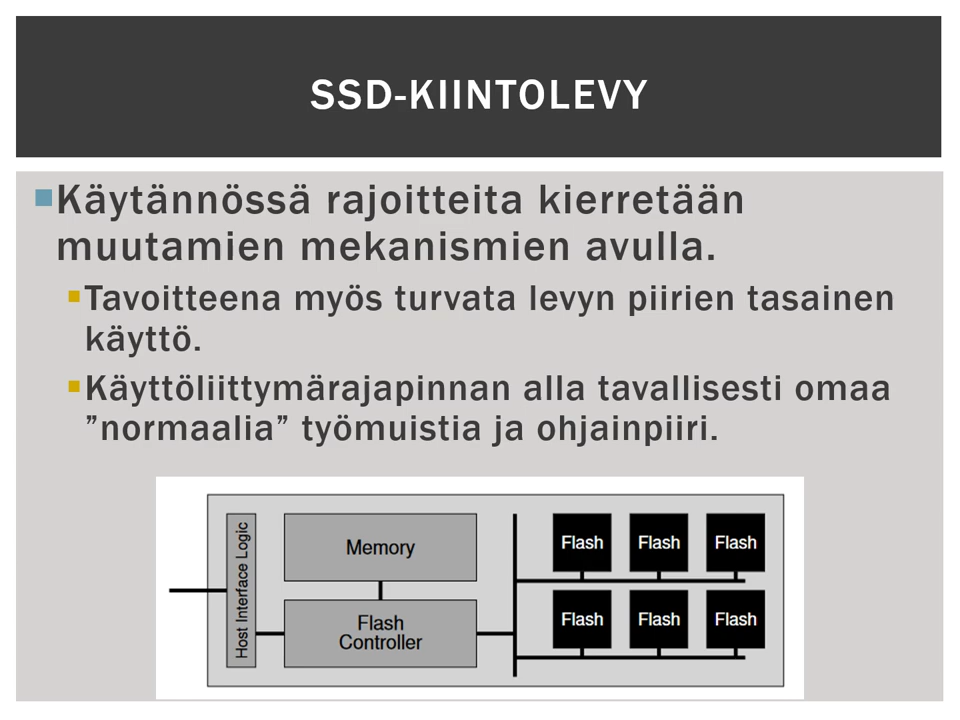 SSD-KIINTOLEVY
Käytännössä rajoitteita kierretään
muutamien mekanismien avulla.
Tavoitteena myös turvata levyn piirien tasainen
käyttö.
Käyttöliittymärajapinnan alla tavallisesti omaa
”normaalia” työmuistia ja ohjainpiiri.
Host Interface Logic
Memory
Flash
Controller
Flash Flash Flash
Flash Flash Flash